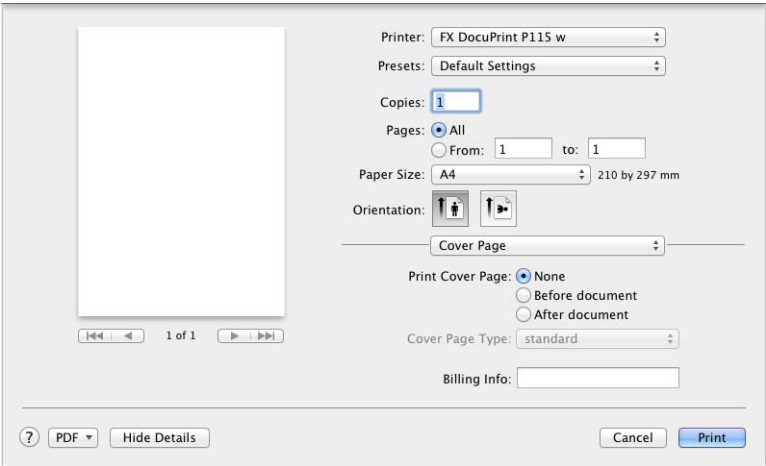 Printer: FX DocuPrint P115 w
Presets: Default Settings
Copies: 1
Pages: All
From: 1 to: 1
Paper Size: A4 210 by 297 mm
Orientation:
Cover Page
Print Cover Page: None
Before document
After document
Cover Page Type: standard
Billing Info:
1 of 1
? PDF Hide Details Cancel Print